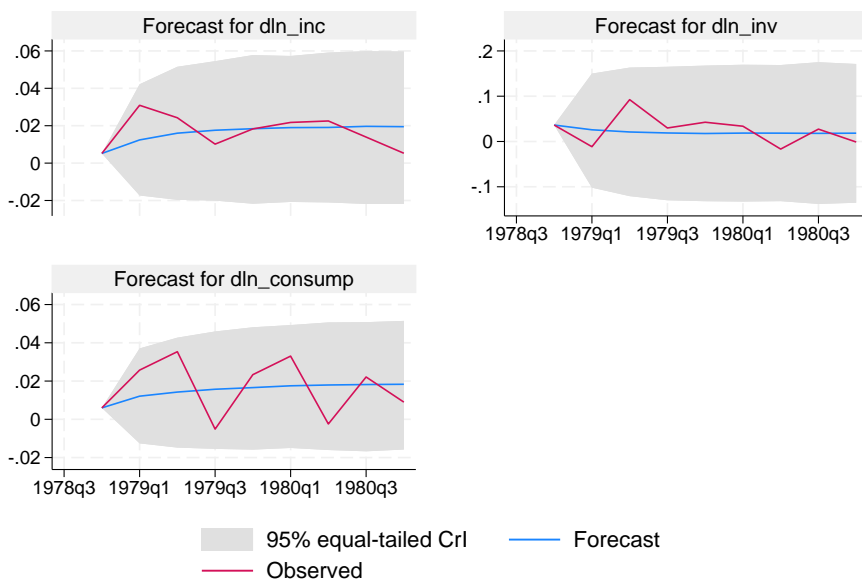 Forecast for dln_inc
.06
.04
.02
0
-.02
Forecast for dln_inv
.2
.1
0
-.1
1978q3 1979q1 1979q3 1980q1 1980q3
Forecast for dln_consump
.06
.04
.02
0
-.02
1978q3 1979q1 1979q3 1980q1 1980q3
95% equal-tailed CrI Forecast
Observed